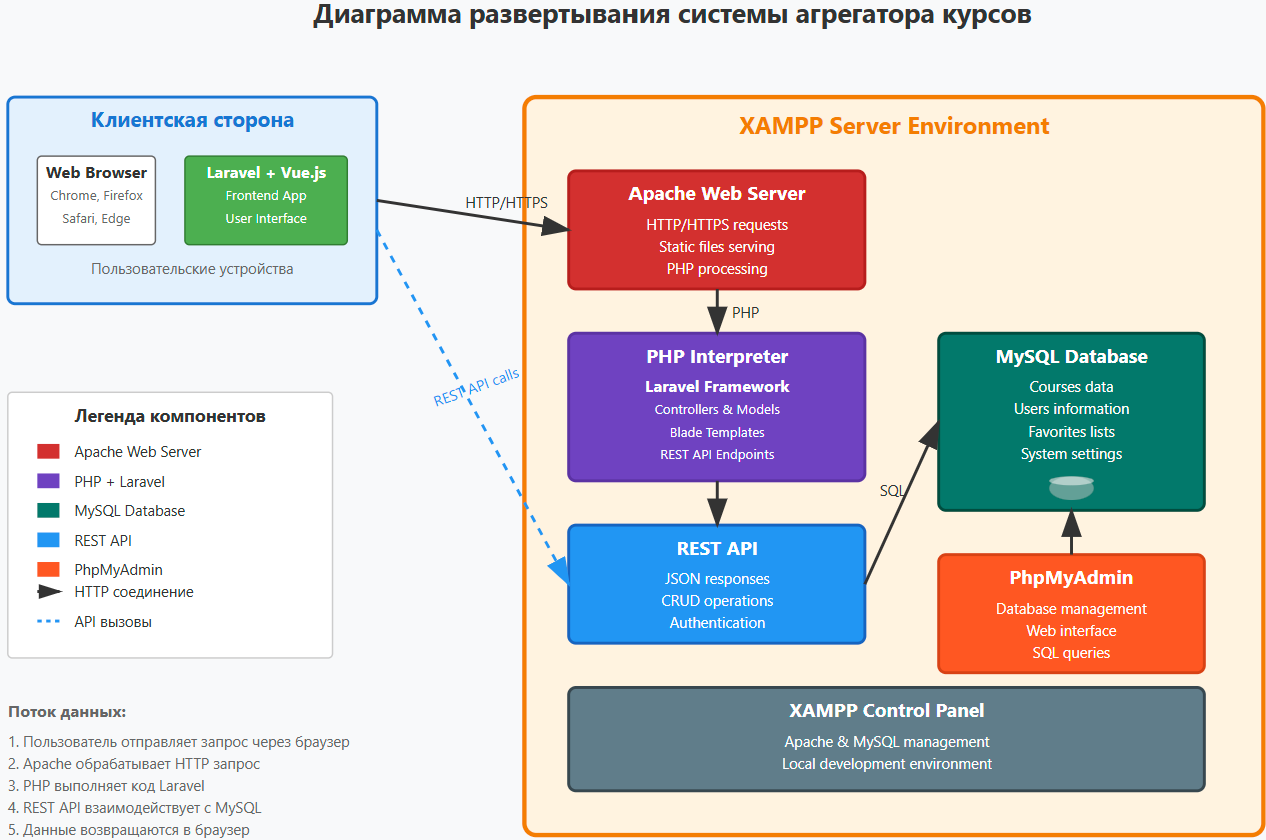 Диаграмма развертывания системы агрегатора курсов
Клиентская сторона
Web Browser
Chrome, Firefox
Safari, Edge
Laravel + Vue.js
Frontend App
User Interface
Пользовательские устройства
HTTP/HTTPS
REST API calls
XAMPP Server Environment
Apache Web Server
HTTP/HTTPS requests
Static files serving
PHP processing
PHP
PHP Interpreter
Laravel Framework
Controllers & Models
Blade Templates
REST API Endpoints
REST API
JSON responses
CRUD operations
Authentication
SQL
MySQL Database
Courses data
Users information
Favorites lists
System settings
PhpMyAdmin
Database management
Web interface
SQL queries
XAMPP Control Panel
Apache & MySQL management
Local development environment
Легенда компонентов
Apache Web Server
PHP + Laravel
MySQL Database
REST API
PhpMyAdmin
HTTP соединение
API вызовы
Поток данных:
1. Пользователь отправляет запрос через браузер
2. Apache обрабатывает HTTP запрос
3. PHP выполняет код Laravel
4. REST API взаимодействует с MySQL
5. Данные возвращаются в браузер